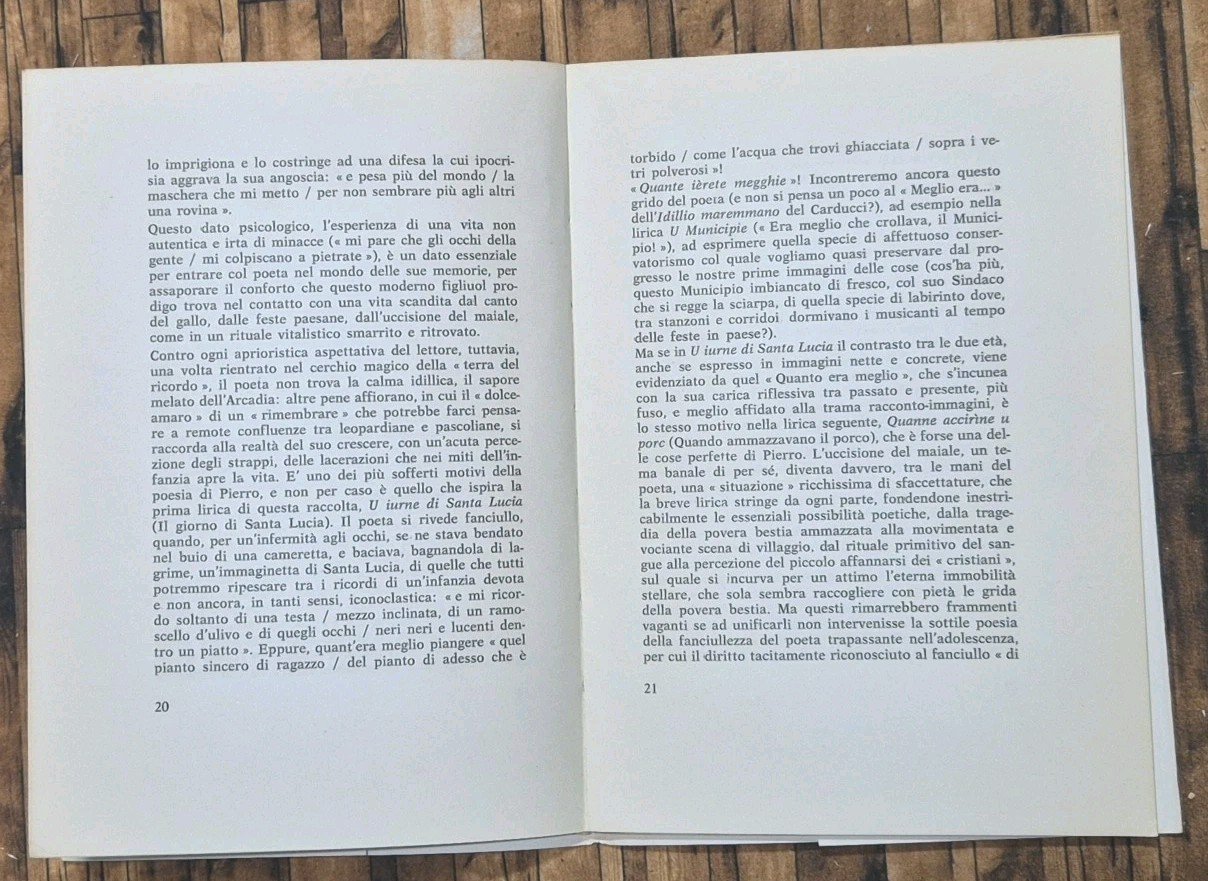 lo imprigiona e lo costringe ad una difesa la cui ipocri-
sia aggrava la sua angoscia: « e pesa più del mondo / la
maschera che mi metto / per non sembrare più agli altri
una rovina ».
Questo dato psicologico, l'esperienza di una vita non
autentica e irta di minacce (« mi pare che gli occhi della
gente / mi colpiscano a pietrate »), è un dato essenziale
per entrare col poeta nel mondo delle sue memorie, per
assaporare il conforto che questo moderno figliuol pro-
digo trova nel contatto con una vita scandita dal canto
del gallo, dalle feste paesane, dall'uccisione del maiale,
come in un rituale vitalistico smarrito e ritrovato.
Contro ogni aprioristica aspettativa del lettore, tuttavia,
una volta rientrato nel cerchio magico della « terra del
ricordo », il poeta non trova la calma idillica, il sapore
melato dell'Arcadia: altre pene affiorano, in cui il « dolce-
amaro » di un « rimembrare » che potrebbe farci pensa-
re a remote confluenze tra leopardiane e pascoliane, si
raccorda alla realtà del suo crescere, con un'acuta perce-
zione degli strappi, delle lacerazioni che nei miti dell'in-
fanzia apre la vita. E' uno dei più sofferti motivi della
poesia di Pierro, e non per caso è quello che ispira la
prima lirica di questa raccolta, U iurne di Santa Lucia
(Il giorno di Santa Lucia). Il poeta si rivede fanciullo,
quando, per un'infermità agli occhi, se ne stava bendato
nel buio di una cameretta, e baciava, bagnandola di la-
grime, un'immaginetta di Santa Lucia, di quelle che tutti
potremmo ripescare tra i ricordi di un'infanzia devota
e non ancora, in tanti sensi, iconoclastica: « e mi ricor-
do soltanto di una testa / mezzo inclinata, di un ramo-
scello d'ulivo e di quegli occhi / neri neri e lucenti den-
tro un piatto ». Eppure, quant'era meglio piangere « quel
pianto sincero di ragazzo / del pianto di adesso che è
20
torbido / come l'acqua che trovi ghiacciata / sopra i ve-
tri polverosi »!
« Quante ièrete megghie »! Incontreremo ancora questo
grido del poeta (e non si pensa un poco al « Meglio era... »
dell'Idillio maremmano del Carducci?), ad esempio nella
lirica U Municipie (« Era meglio che crollava, il Munici-
pio! »), ad esprimere quella specie di affettuoso conser-
vatorismo col quale vogliamo quasi preservare dal pro-
gresso le nostre prime immagini delle cose (cos'ha più,
questo Municipio imbiancato di fresco, col suo Sindaco
che si regge la sciarpa, di quella specie di labirinto dove,
tra stanzoni e corridoi dormivano i musicanti al tempo
delle feste in paese?).
Ma se in U iurne di Santa Lucia il contrasto tra le due età,
anche se espresso in immagini nette e concrete, viene
evidenziato da quel « Quanto era meglio », che s'incunea
con la sua carica riflessiva tra passato e presente, più
fuso, e meglio affidato alla trama racconto-immagini, è
lo stesso motivo nella lirica seguente, Quanne accirìne u
porc (Quando ammazzavano il porco), che è forse una del-
le cose perfette di Pierro. L'uccisione del maiale, un te-
ma banale di per sé, diventa davvero, tra le mani del
poeta, una « situazione » ricchissima di sfaccettature, che
la breve lirica stringe da ogni parte, fondendone inestri-
cabilmente le essenziali possibilità poetiche, dalla trage-
dia della povera bestia ammazzata alla movimentata e
vociante scena di villaggio, dal rituale primitivo del san-
gue alla percezione del piccolo affannarsi dei « cristiani »,
sul quale si incurva per un attimo l'eterna immobilità
stellare, che sola sembra raccogliere con pietà le grida
della povera bestia. Ma questi rimarrebbero frammenti
vaganti se ad unificarli non intervenisse la sottile poesia
della fanciullezza del poeta trapassante nell'adolescenza,
per cui il diritto tacitamente riconosciuto al fanciullo « di
21